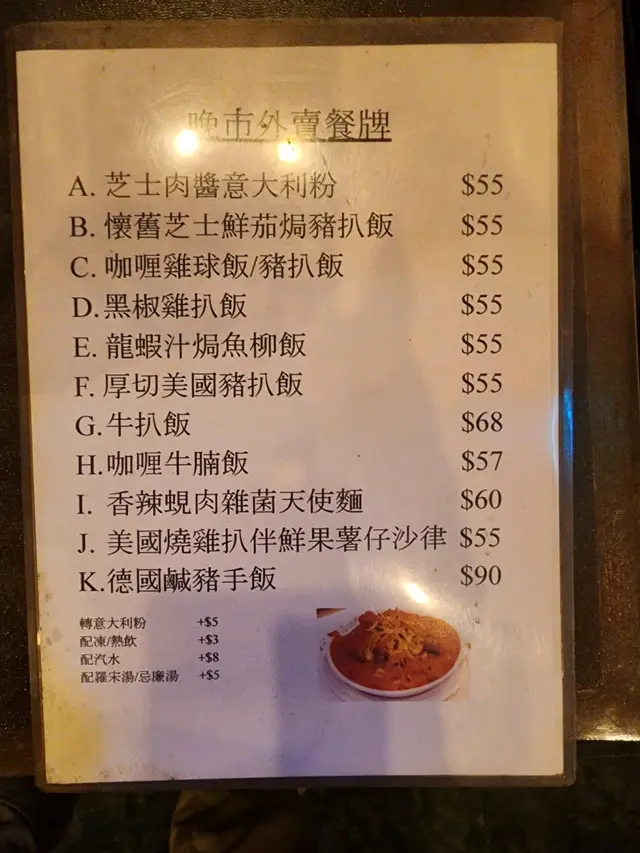 晚市外賣餐牌
A. 芝士肉醬意大利粉 $55
B. 懷舊芝士鮮茄焗豬扒飯 $55
C. 咖喱雞球飯/豬扒飯 $55
D.黑椒雞扒飯 $55
E. 龍蝦汁焗魚柳飯 $55
F. 厚切美國豬扒飯 $55
G.牛扒飯 $68
H.咖喱牛腩飯 $57
I. 香辣蜆肉雜菌天使麵 $60
J. 美國燒雞扒伴鮮果薯仔沙律 $55
K.德國鹹豬手飯 $90
轉意大利粉 +$5
配凍/熱飲 +$3
配汽水 +$8
配羅宋湯/忌廉湯 +$5